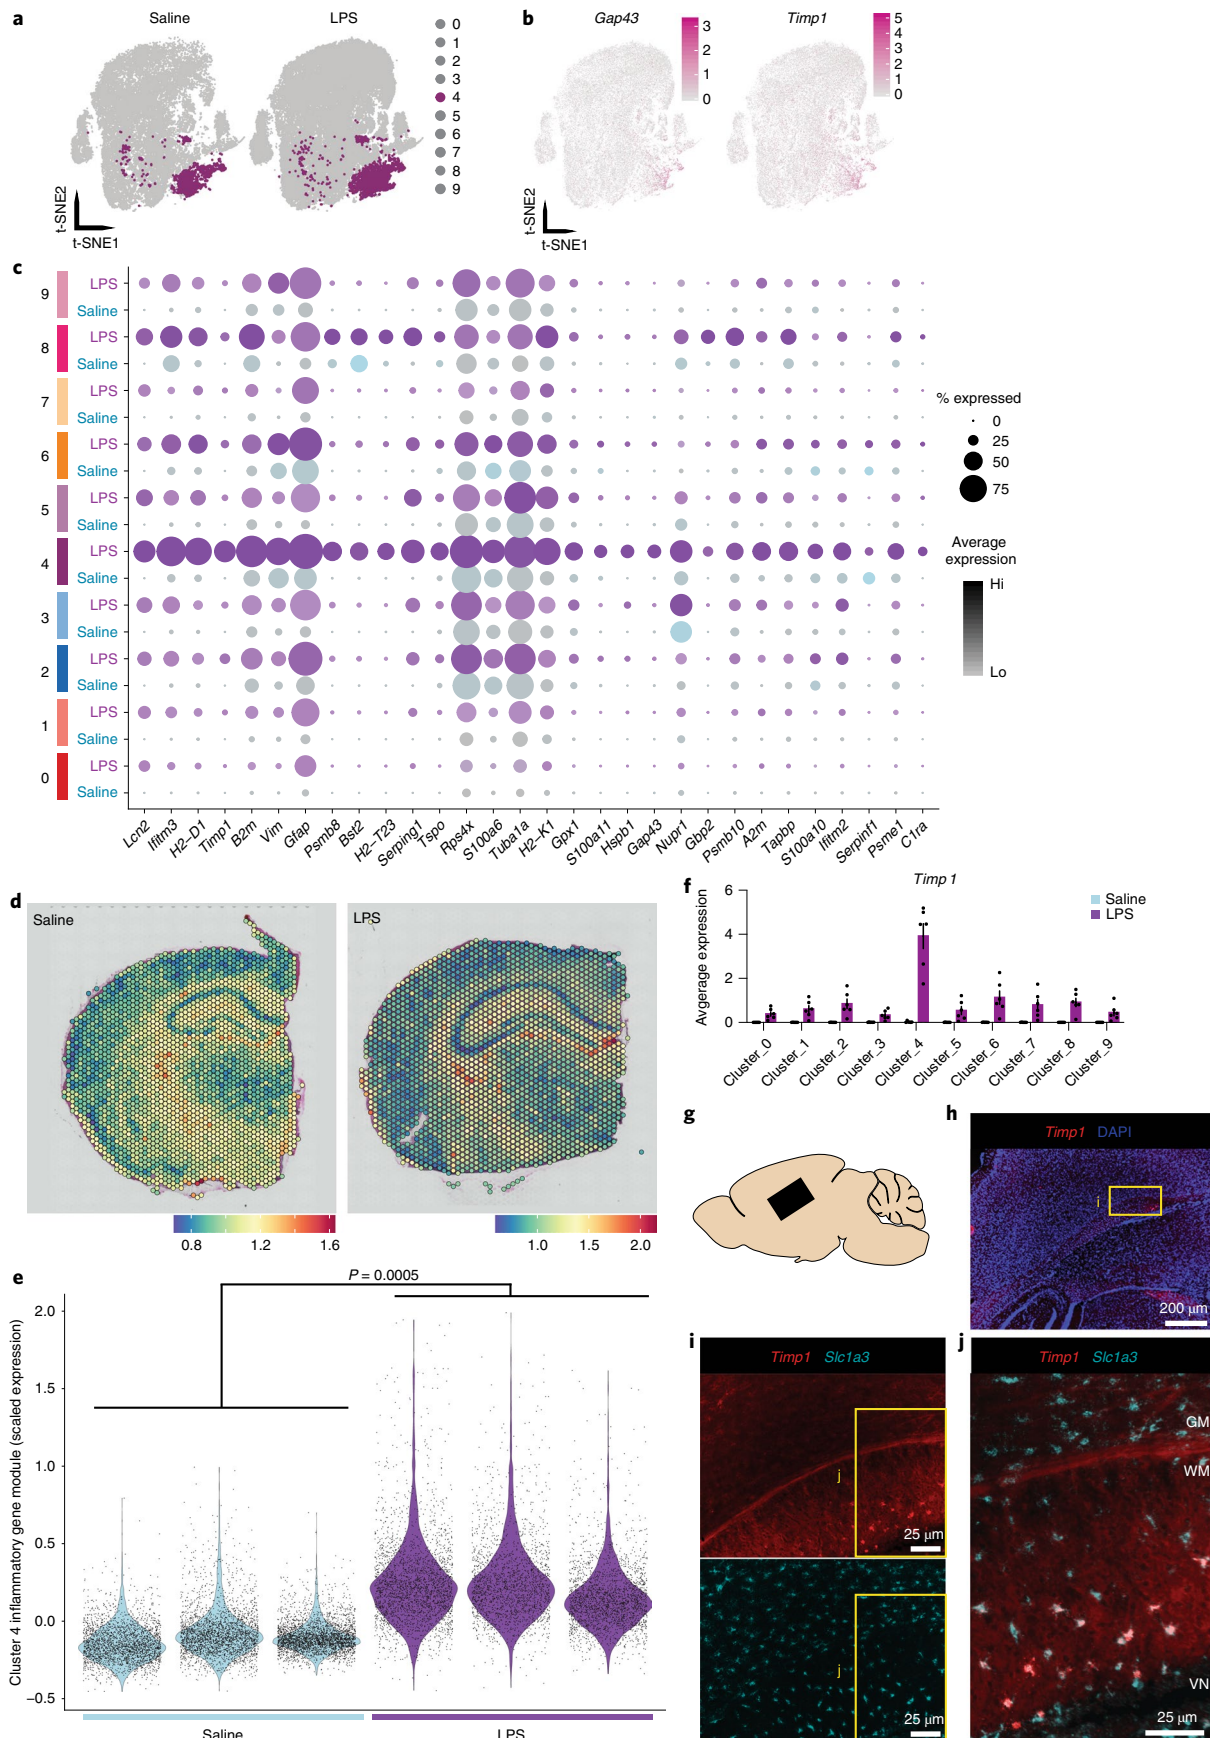 a
Saline
LPS
0
1
2
3
4
5
6
7
8
9
t-SNE2
t-SNE1
b
Gap43
Timp1
3
2
1
0
5
4
3
2
1
0
t-SNE2
t-SNE1
c
9
LPS
Saline
8
LPS
Saline
7
LPS
Saline
6
LPS
Saline
5
LPS
Saline
4
LPS
Saline
3
LPS
Saline
2
LPS
Saline
1
LPS
Saline
0
LPS
Saline
Lcn2
Ifitm3
H2-D1
Timp1
B2m
Vim
Gfap
Psmb8
Bst2
H2-T23
Serping1
Tspo
Rps4x
S100a6
Tuba1a
H2-K1
Gpx1
S100a11
Hspb1
Gap43
Nupr1
Gbp2
Psmb10
A2m
Tapbp
S100a10
Ifitm2
Serpinf1
Psme1
C1ra
% expressed
0
25
50
75
Average
expression
Hi
Lo
d
Saline
LPS
0.8 1.2 1.6
1.0 1.5 2.0
e
P = 0.0005
Cluster 4 inflammatory gene module (scaled expression)
2.0
1.5
1.0
0.5
0.0
−0.5
Saline
LPS
f
Timp 1
Avgerage expression
6
4
2
0
Saline
LPS
Cluster_0
Cluster_1
Cluster_2
Cluster_3
Cluster_4
Cluster_5
Cluster_6
Cluster_7
Cluster_8
Cluster_9
g
h
Timp1 DAPI
i
200 µm
i
Timp1 Slc1a3
j
25 µm
j
25 µm
j
Timp1 Slc1a3
GM
WM
VN
25 µm